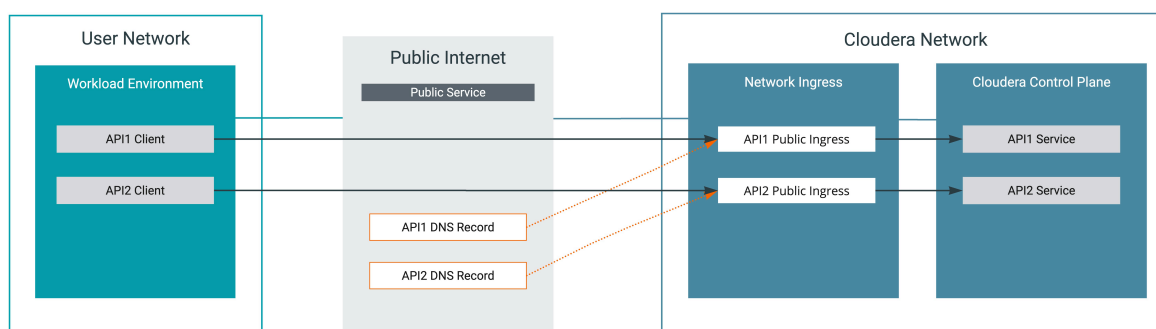 User Network
Workload Environment
API1 Client
API2 Client
Public Internet
Public Service
API1 DNS Record
API2 DNS Record
Cloudera Network
Network Ingress
API1 Public Ingress
API2 Public Ingress
Cloudera Control Plane
API1 Service
API2 Service